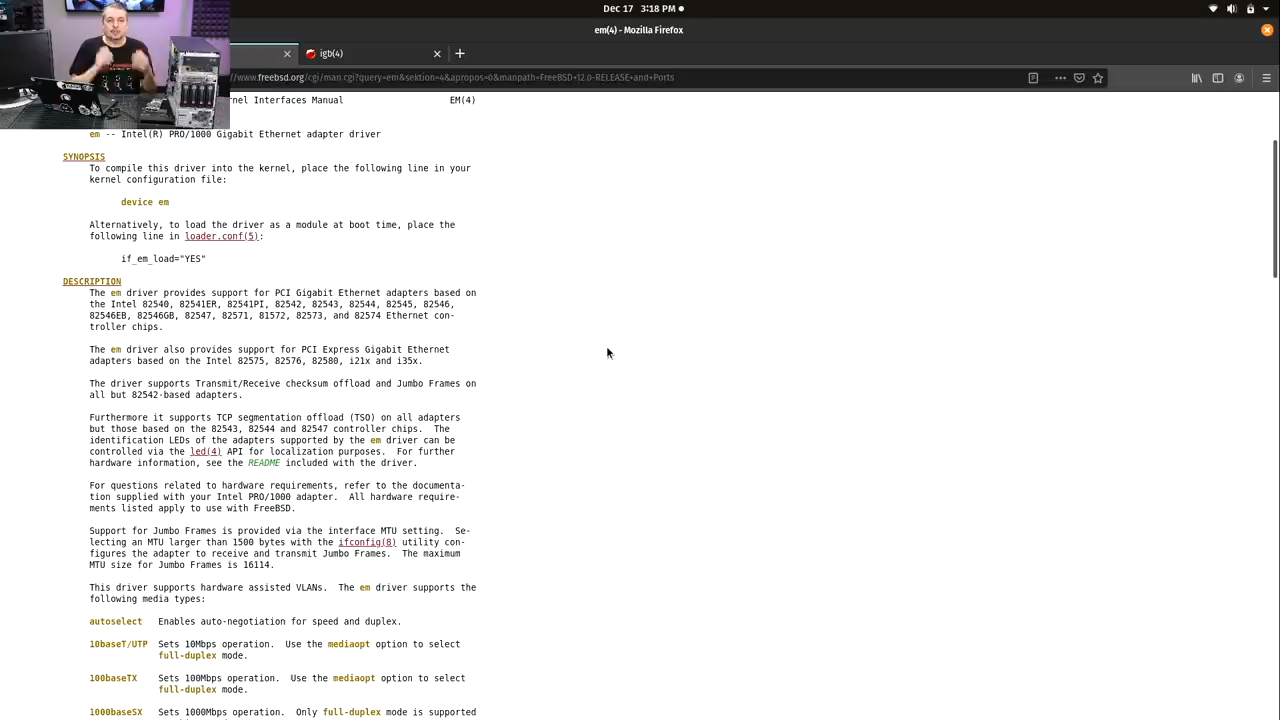 Dec 17 3:18 PM
em(4) - Mozilla Firefox
igb(4)
//www.freebsd.org/cgi/man.cgi?query=em&sektion=4&apropos=0&manpath=FreeBSD+12.0-RELEASE+and+Ports
rnel Interfaces Manual EM(4)
em -- Intel(R) PRO/1000 Gigabit Ethernet adapter driver
SYNOPSIS
To compile this driver into the kernel, place the following line in your
kernel configuration file:
device em
Alternatively, to load the driver as a module at boot time, place the
following line in loader.conf(5):
if_em_load="YES"
DESCRIPTION
The em driver provides support for PCI Gigabit Ethernet adapters based on
the Intel 82540, 82541ER, 82541PI, 82542, 82543, 82544, 82545, 82546,
82546EB, 82546GB, 82547, 82571, 81572, 82573, and 82574 Ethernet con-
troller chips.
The em driver also provides support for PCI Express Gigabit Ethernet
adapters based on the Intel 82575, 82576, 82580, i21x and i35x.
The driver supports Transmit/Receive checksum offload and Jumbo Frames on
all but 82542-based adapters.
Furthermore it supports TCP segmentation offload (TSO) on all adapters
but those based on the 82543, 82544 and 82547 controller chips. The
identification LEDs of the adapters supported by the em driver can be
controlled via the led(4) API for localization purposes. For further
hardware information, see the README included with the driver.
For questions related to hardware requirements, refer to the documenta-
tion supplied with your Intel PRO/1000 adapter. All hardware require-
ments listed apply to use with FreeBSD.
Support for Jumbo Frames is provided via the interface MTU setting. Se-
lecting an MTU larger than 1500 bytes with the ifconfig(8) utility con-
figures the adapter to receive and transmit Jumbo Frames. The maximum
MTU size for Jumbo Frames is 16114.
This driver supports hardware assisted VLANs. The em driver supports the
following media types:
autoselect Enables auto-negotiation for speed and duplex.
10baseT/UTP Sets 10Mbps operation. Use the mediaopt option to select
full-duplex mode.
100baseTX Sets 100Mbps operation. Use the mediaopt option to select
full-duplex mode.
1000baseSX Sets 1000Mbps operation. Only full-duplex mode is supported